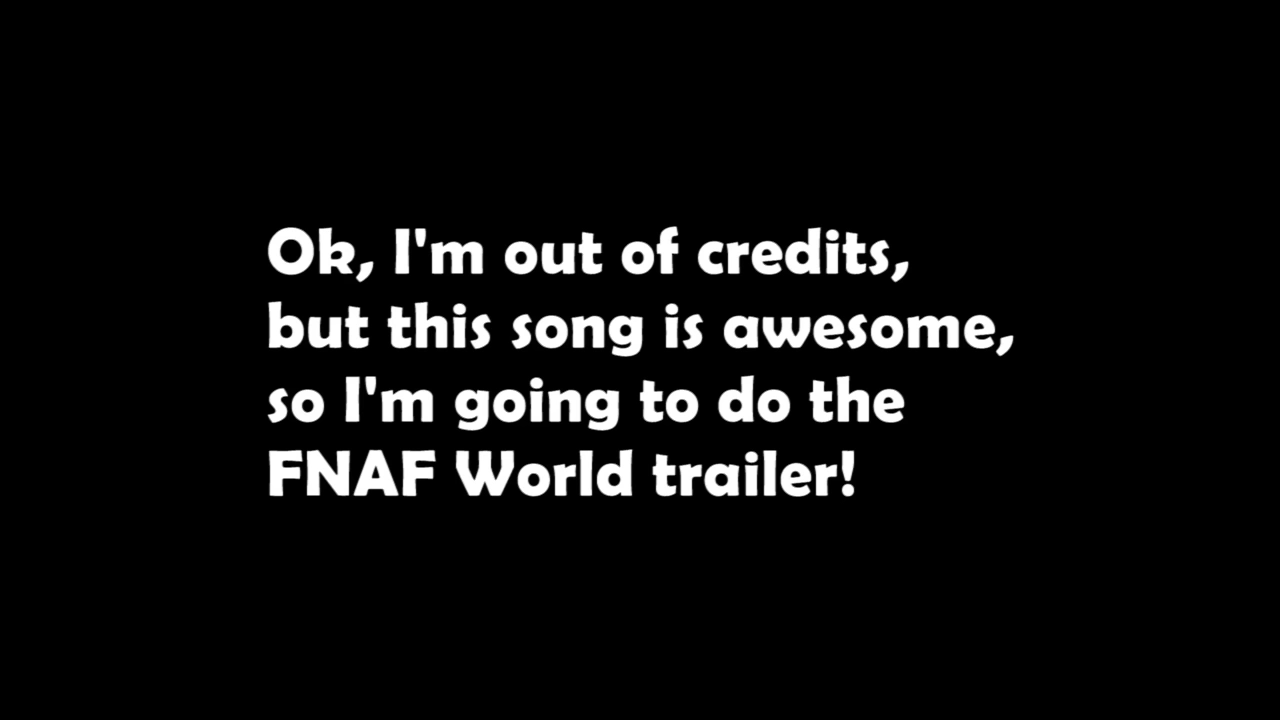 Ok, I'm out of credits,
but this song is awesome,
so I'm going to do the
FNAF World trailer!